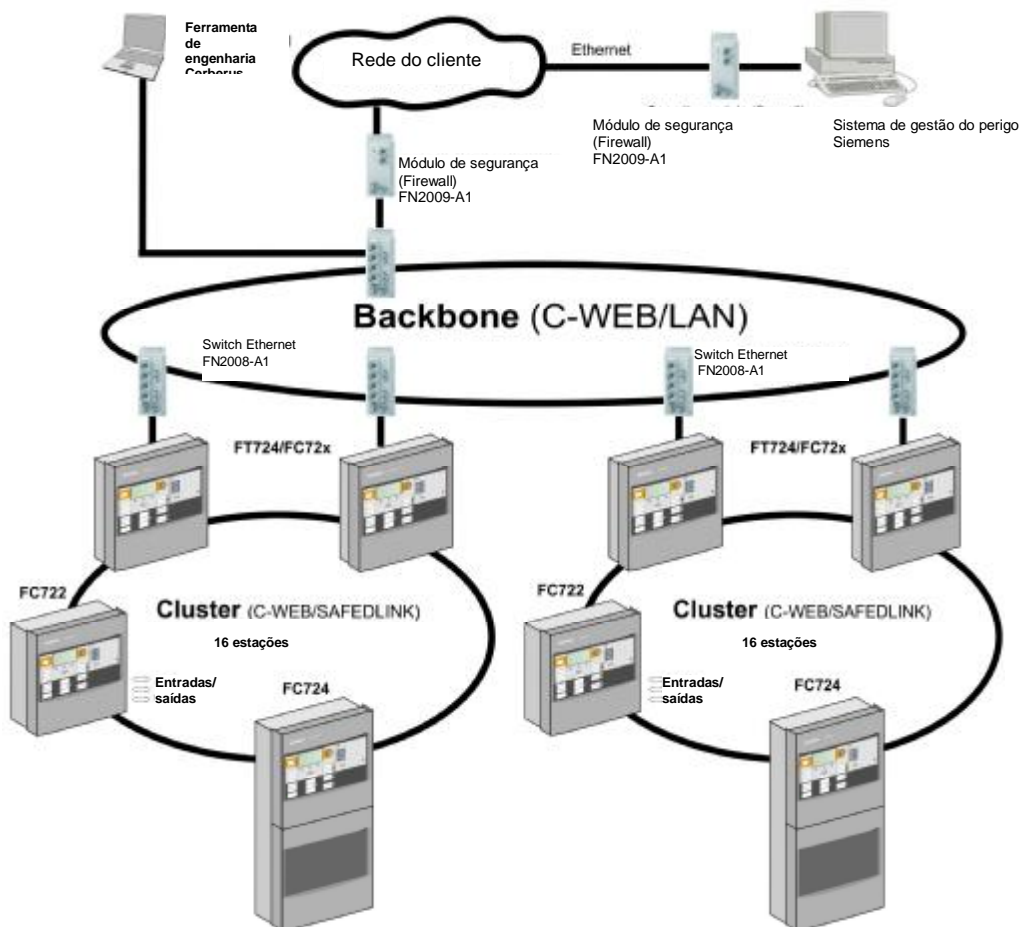 Ferramenta
de
engenharia
Cerberus
Rede do cliente
Ethernet
Módulo de segurança
(Firewall)
FN2009-A1
Sistema de gestão do perigo
Siemens
Módulo de segurança
(Firewall)
FN2009-A1
Backbone (C-WEB/LAN)
Switch Ethernet
FN2008-A1
Switch Ethernet
FN2008-A1
FT724/FC72x
FT724/FC72x
FC722
Cluster (C-WEB/SAFEDLINK)
16 estações
Entradas/
saídas
FC724
FC722
Cluster (C-WEB/SAFEDLINK)
16 estações
Entradas/
saídas
FC724